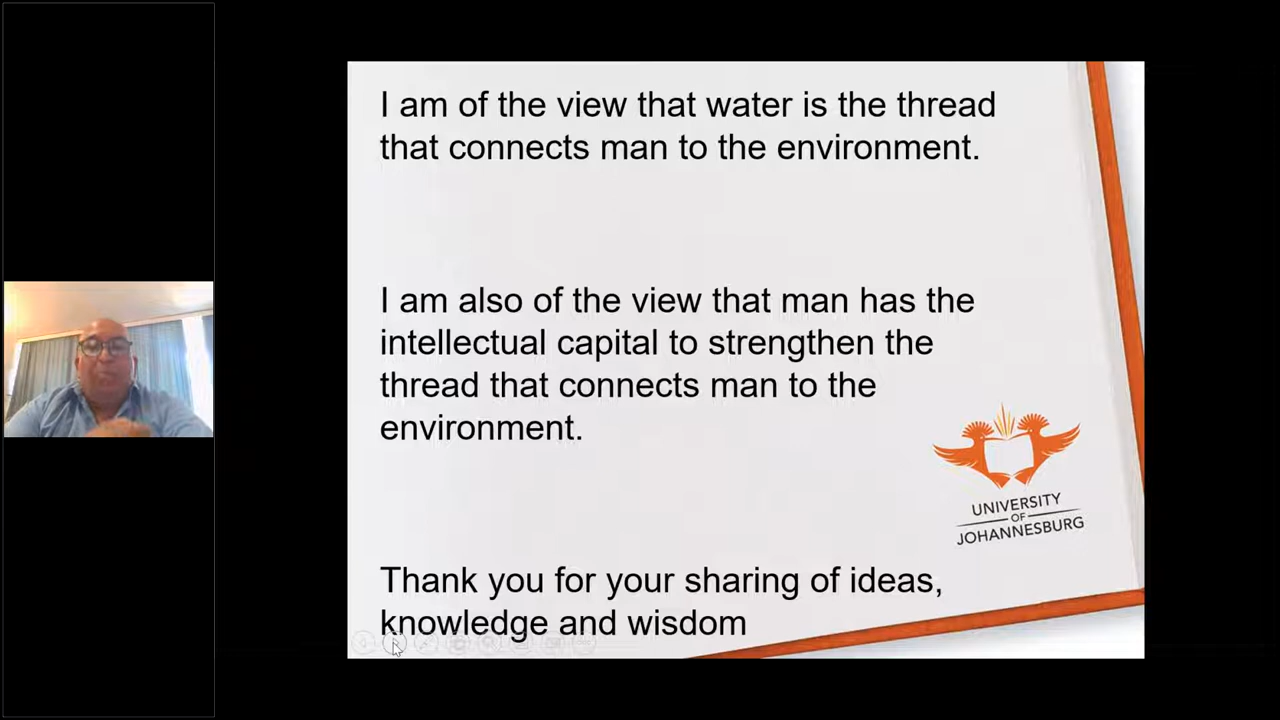 I am of the view that water is the thread
that connects man to the environment.
I am also of the view that man has the
intellectual capital to strengthen the
thread that connects man to the
environment.
UNIVERSITY
OF
JOHANNESBURG
Thank you for your sharing of ideas,
knowledge and wisdom